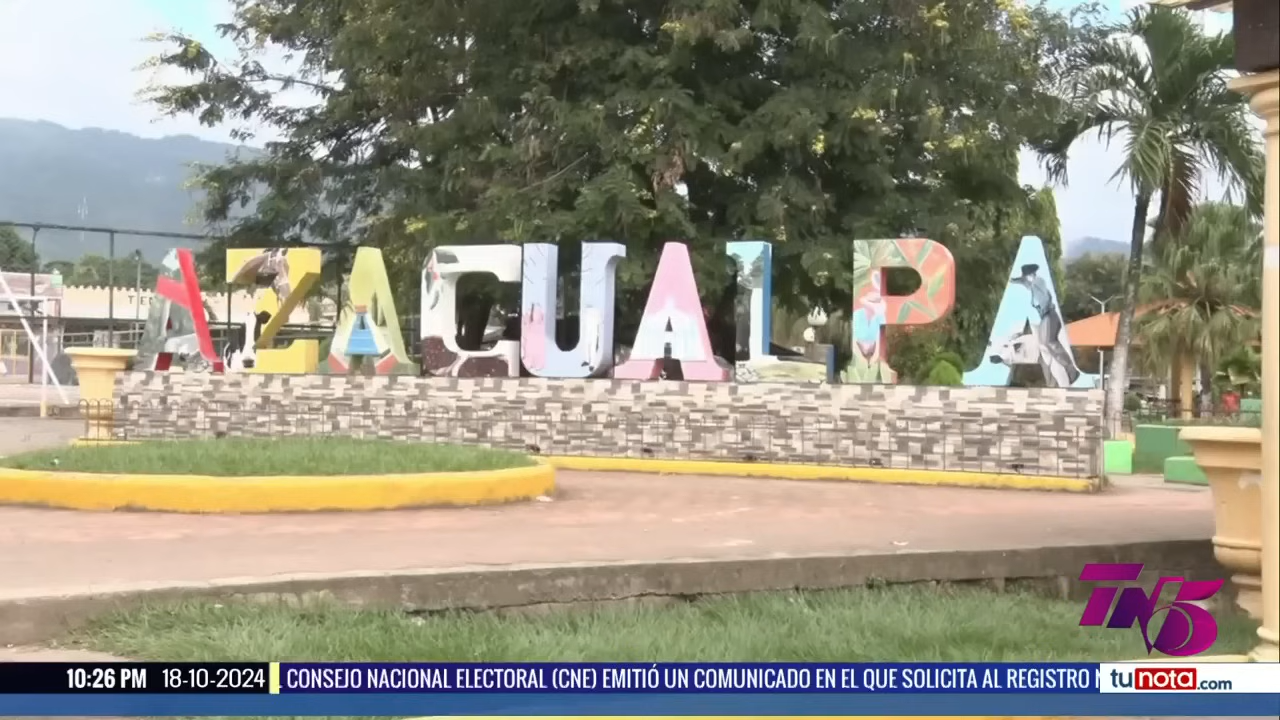 AZACUALPA
TN5
10:26 PM 18-10-2024 CONSEJO NACIONAL ELECTORAL (CNE) EMITIÓ UN COMUNICADO EN EL QUE SOLICITA AL REGISTRO
tunota.com